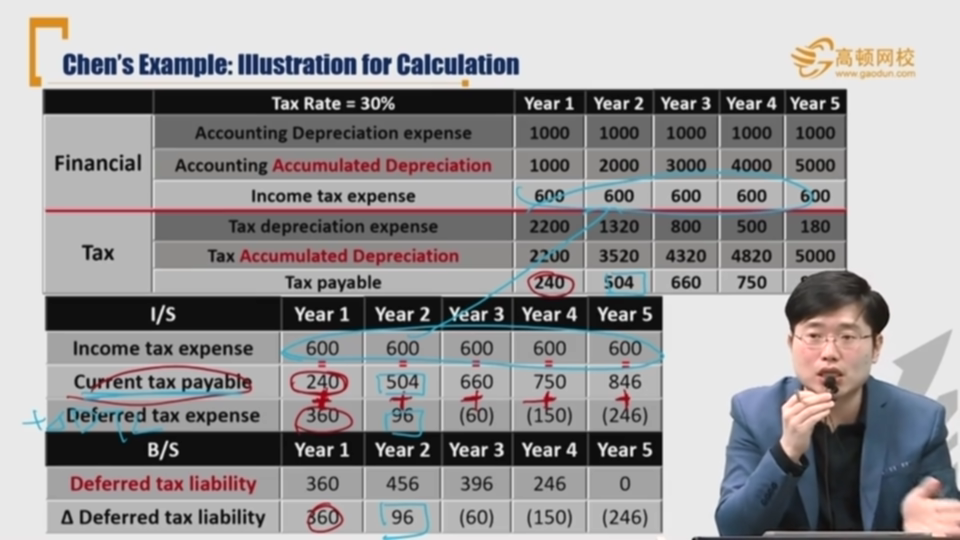 Chen's Example: Illustration for Calculation
高顿网校
www.gaodun.com
Tax Rate = 30% Year 1 Year 2 Year 3 Year 4 Year 5
Financial
Accounting Depreciation expense 1000 1000 1000 1000 1000
Accounting Accumulated Depreciation 1000 2000 3000 4000 5000
Income tax expense 600 600 600 600 600
Tax
Tax depreciation expense 2200 1320 800 500 180
Tax Accumulated Depreciation 2200 3520 4320 4820 5000
Tax payable 240 504 660 750
I/S Year 1 Year 2 Year 3 Year 4 Year 5
Income tax expense 600 600 600 600 600
= = = = =
Current tax payable 240 504 660 750 846
+ + + + +
Deferred tax expense 360 96 (60) (150) (246)
B/S Year 1 Year 2 Year 3 Year 4 Year 5
Deferred tax liability 360 456 396 246 0
Δ Deferred tax liability 360 96 (60) (150) (246)